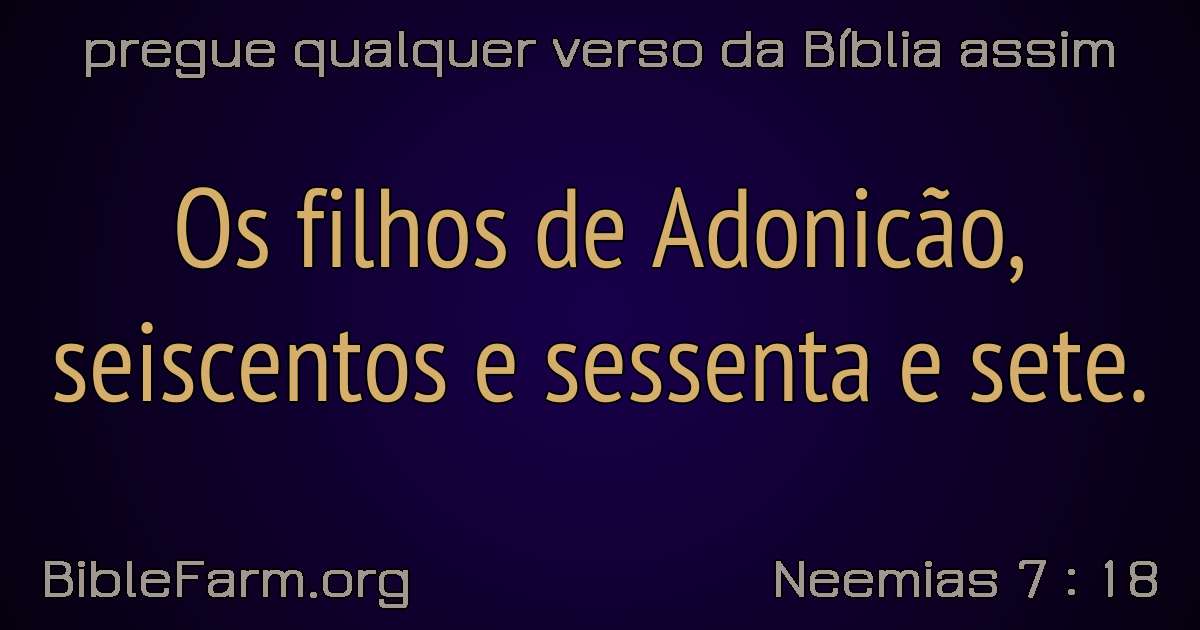 pregue qualquer verso da Bíblia assim
Os filhos de Adonicão,
seiscentos e sessenta e sete.
BibleFarm.org
Neemias 7 : 18